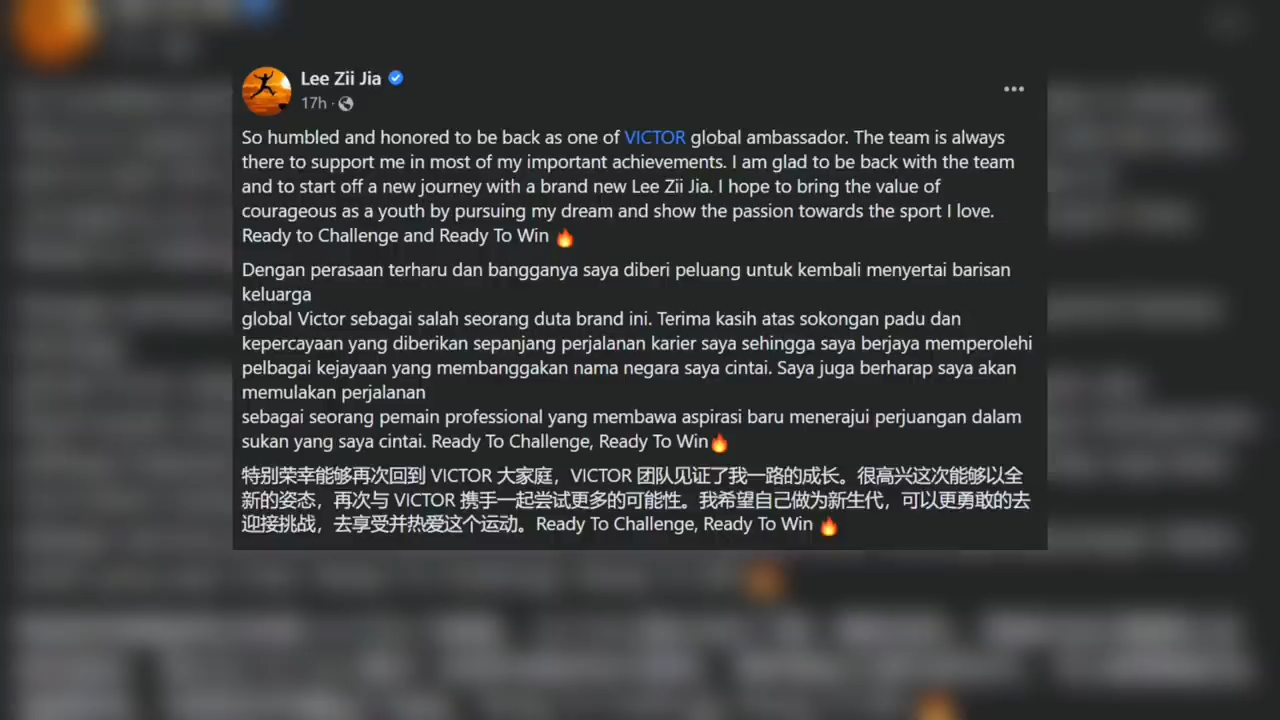 Lee Zii Jia
17h ·
So humbled and honored to be back as one of VICTOR global ambassador. The team is always
there to support me in most of my important achievements. I am glad to be back with the team
and to start off a new journey with a brand new Lee Zii Jia. I hope to bring the value of
courageous as a youth by pursuing my dream and show the passion towards the sport I love.
Ready to Challenge and Ready To Win 🔥
Dengan perasaan terharu dan bangganya saya diberi peluang untuk kembali menyertai barisan
keluarga
global Victor sebagai salah seorang duta brand ini. Terima kasih atas sokongan padu dan
kepercayaan yang diberikan sepanjang perjalanan karier saya sehingga saya berjaya memperolehi
pelbagai kejayaan yang membanggakan nama negara saya cintai. Saya juga berharap saya akan
memulakan perjalanan
sebagai seorang pemain professional yang membawa aspirasi baru menerajui perjuangan dalam
sukan yang saya cintai. Ready To Challenge, Ready To Win🔥
特别荣幸能够再次回到 VICTOR 大家庭，VICTOR 团队见证了我一路的成长。很高兴这次能够以全
新的姿态，再次与 VICTOR 携手一起尝试更多的可能性。我希望自己做为新生代，可以更勇敢的去
迎接挑战，去享受并热爱这个运动。Ready To Challenge, Ready To Win 🔥